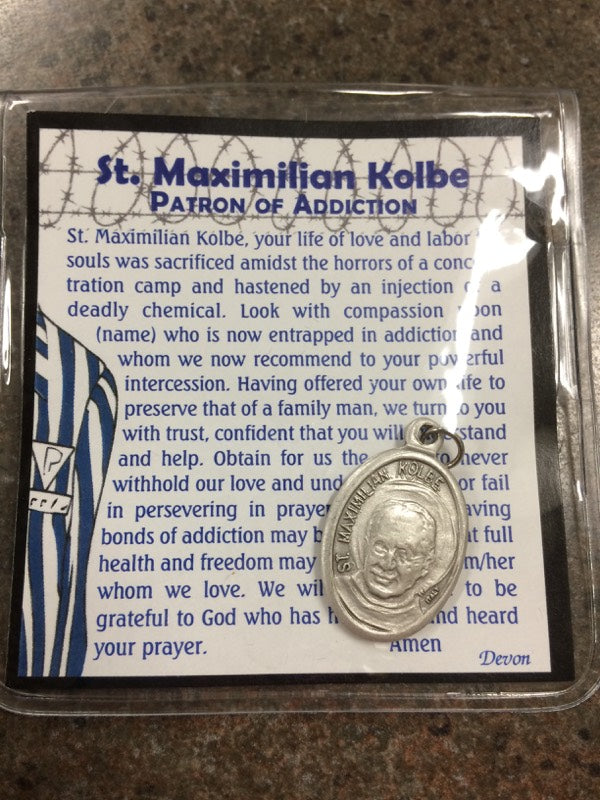 St. Maximilian Kolbe
PATRON OF ADDICTION
St. Maximilian Kolbe, your life of love and labor
souls was sacrificed amidst the horrors of a conc
tration camp and hastened by an injection a
deadly chemical. Look with compassion upon
(name) who is now entrapped in addiction and
whom we now recommend to your powerful
intercession. Having offered your own life to
preserve that of a family man, we turn to you
with trust, confident that you will understand
and help. Obtain for us the to never
withhold our love and und or fail
in persevering in prayer aving
bonds of addiction may b t full
health and freedom may m/her
whom we love. We wil to be
grateful to God who has h nd heard
your prayer. Amen
Devon
ST. MAXIMILIAN KOLBE
P